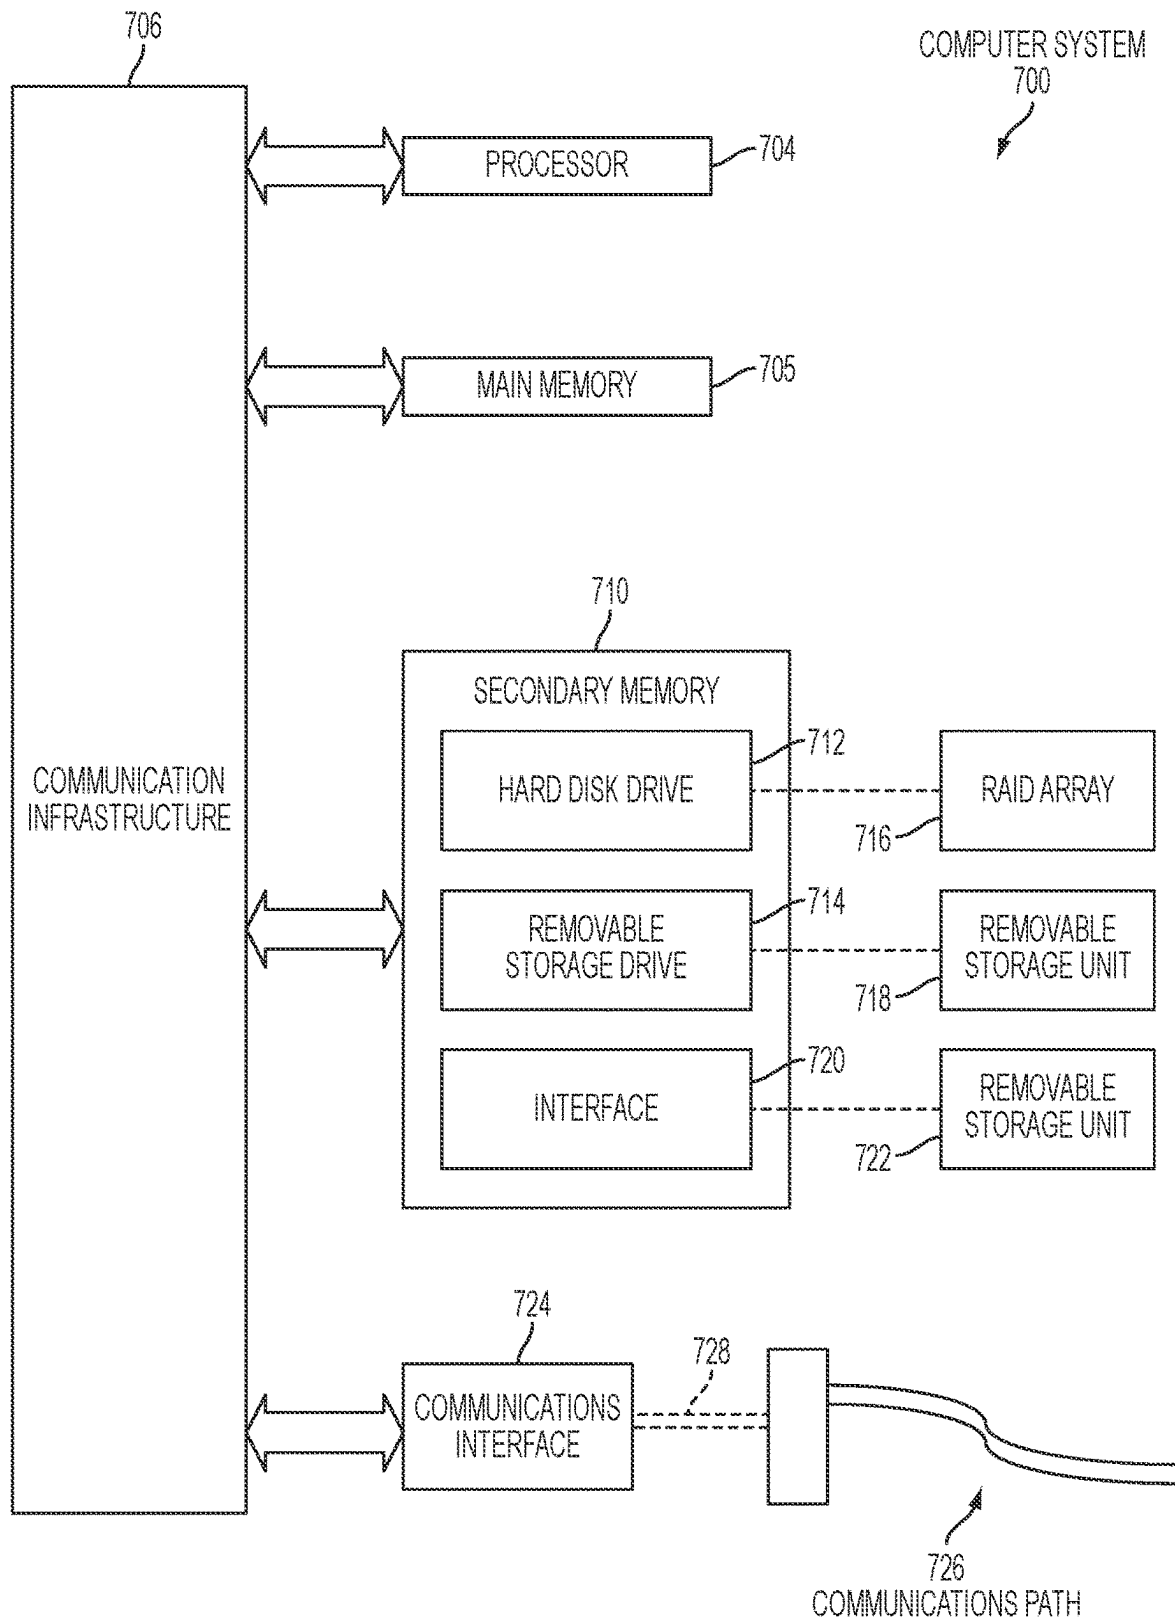 706
COMPUTER SYSTEM
700
PROCESSOR
704
MAIN MEMORY
705
710
SECONDARY MEMORY
712
HARD DISK DRIVE
RAID ARRAY
716
COMMUNICATION
INFRASTRUCTURE
714
REMOVABLE
STORAGE DRIVE
REMOVABLE
STORAGE UNIT
718
720
INTERFACE
REMOVABLE
STORAGE UNIT
722
724
728
COMMUNICATIONS
INTERFACE
726
COMMUNICATIONS PATH